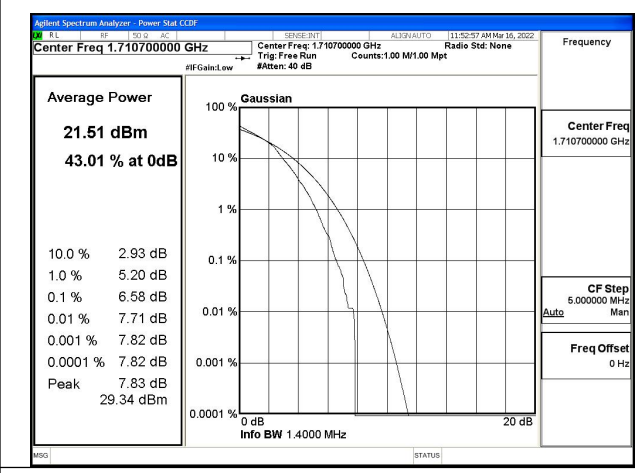 Agilent Spectrum Analyzer - Power Stat CCDF
LXI RL RF 50 Ω AC SENSE:INT ALIGN AUTO 11:52:57 AM Mar 16, 2022
Center Freq 1.710700000 GHz
Center Freq: 1.710700000 GHz Radio Std: None
Trig: Free Run Counts:1.00 M/1.00 Mpt
#IFGain:Low #Atten: 40 dB
Frequency
Average Power
21.51 dBm
43.01 % at 0dB
10.0 % 2.93 dB
1.0 % 5.20 dB
0.1 % 6.58 dB
0.01 % 7.71 dB
0.001 % 7.82 dB
0.0001 % 7.82 dB
Peak 7.83 dB
29.34 dBm
100 % Gaussian
10 %
1 %
0.1 %
0.01 %
0.001 %
0.0001 %
0 dB 20 dB
Info BW 1.4000 MHz
Center Freq
1.710700000 GHz
CF Step
5.000000 MHz
Auto Man
Freq Offset
0 Hz
MSG STATUS